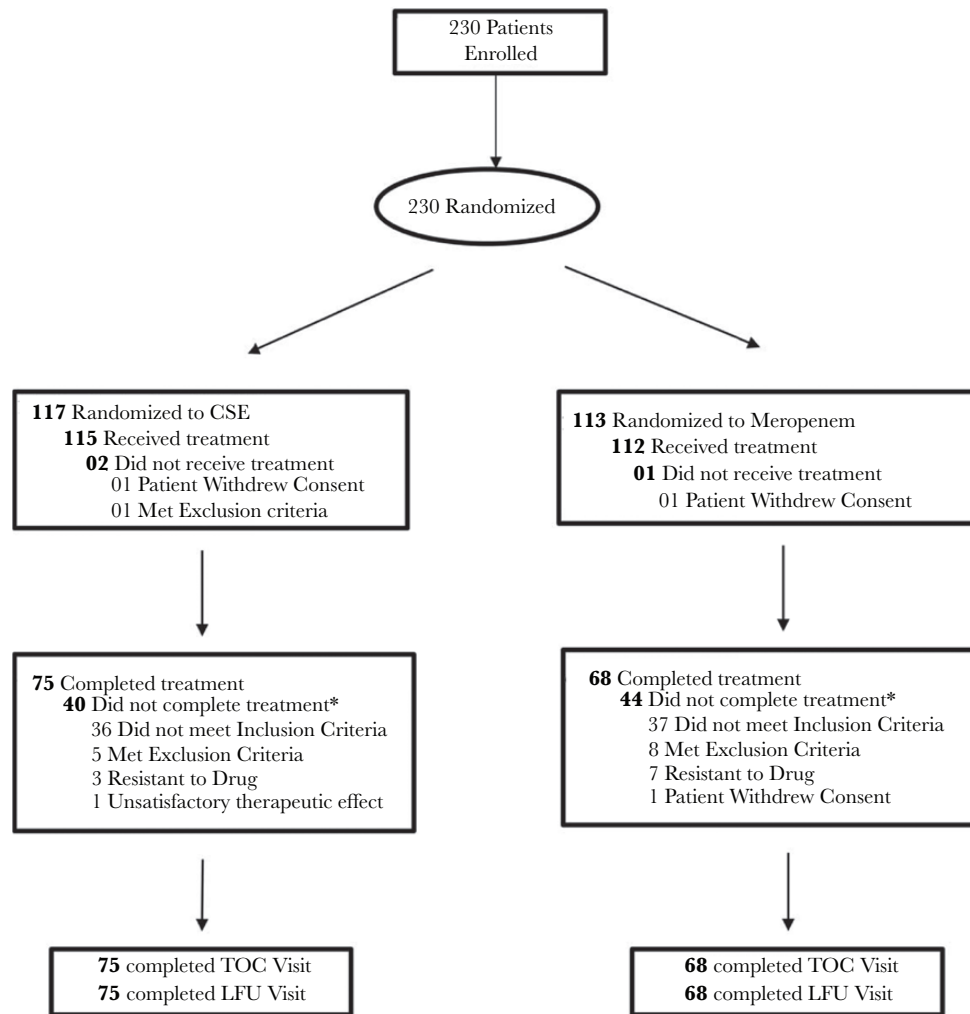 230 Patients
Enrolled
230 Randomized
117 Randomized to CSE
115 Received treatment
02 Did not receive treatment
01 Patient Withdrew Consent
01 Met Exclusion criteria
113 Randomized to Meropenem
112 Received treatment
01 Did not receive treatment
01 Patient Withdrew Consent
75 Completed treatment
40 Did not complete treatment*
36 Did not meet Inclusion Criteria
5 Met Exclusion Criteria
3 Resistant to Drug
1 Unsatisfactory therapeutic effect
68 Completed treatment
44 Did not complete treatment*
37 Did not meet Inclusion Criteria
8 Met Exclusion Criteria
7 Resistant to Drug
1 Patient Withdrew Consent
75 completed TOC Visit
75 completed LFU Visit
68 completed TOC Visit
68 completed LFU Visit